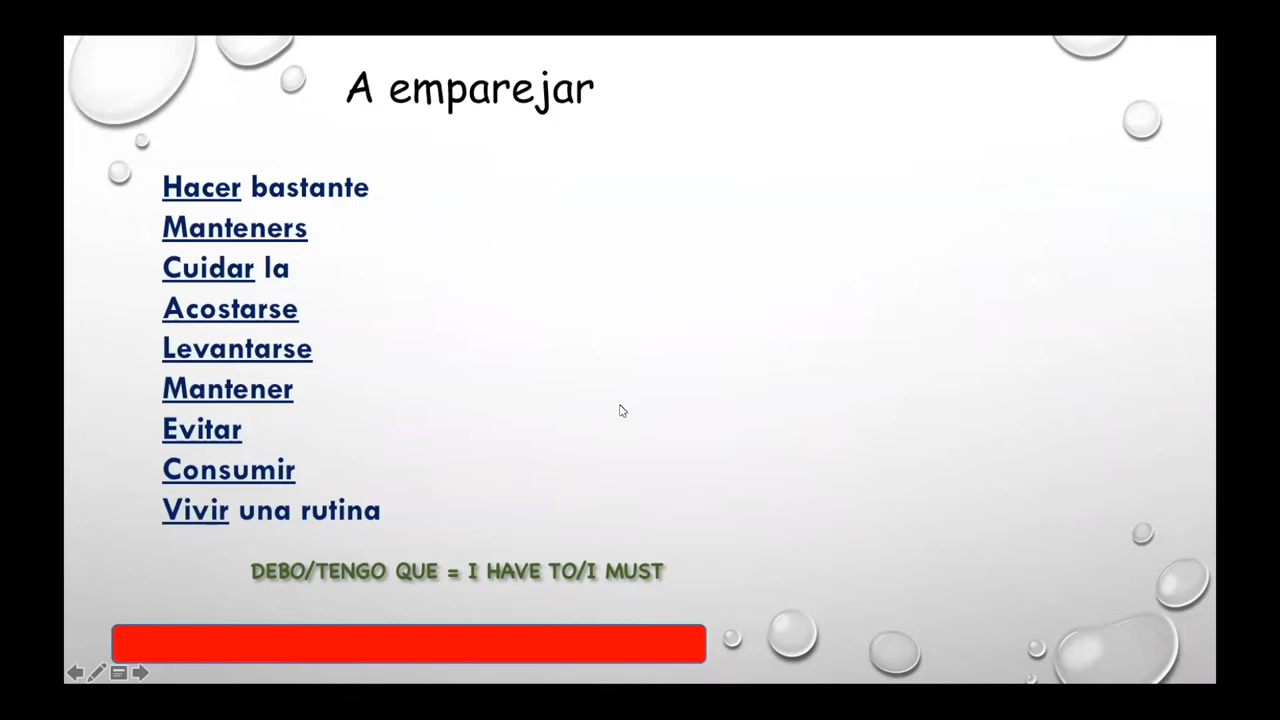 A emparejar
Hacer bastante
Manteners
Cuidar la
Acostarse
Levantarse
Mantener
Evitar
Consumir
Vivir una rutina
DEBO/TENGO QUE = I HAVE TO/I MUST